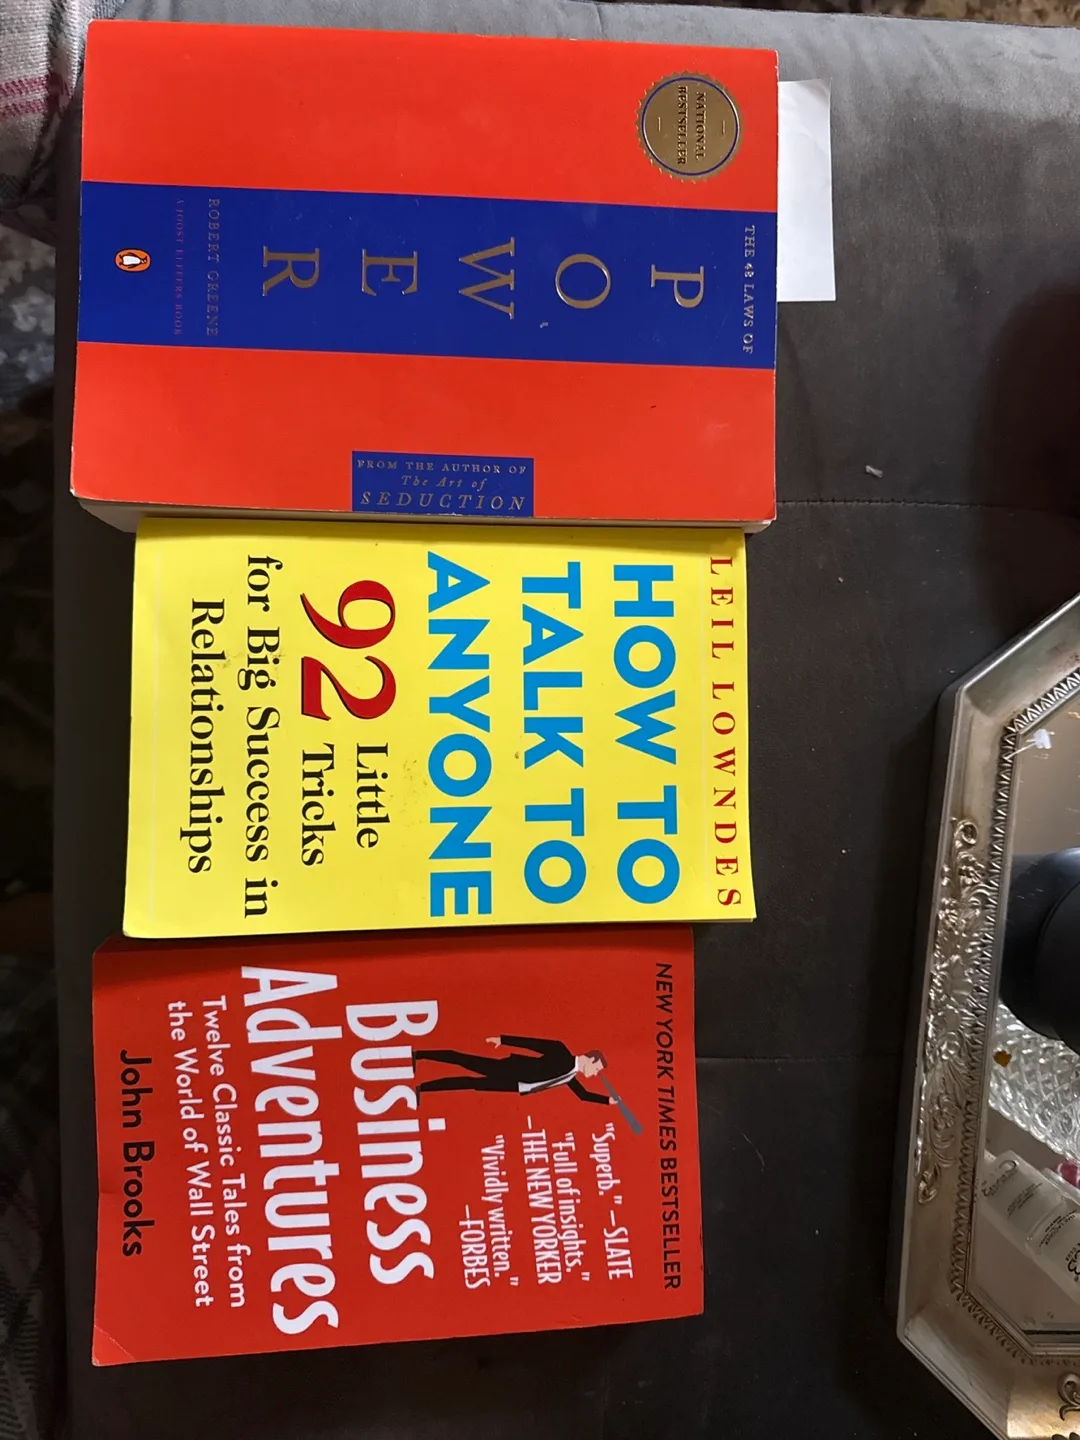 THE 48 LAWS OF
POWER
ROBERT GREENE
A JOOST ELFFERS BOOK
NATIONAL
BESTSELLER
FROM THE AUTHOR OF
The Art of
SEDUCTION
LEIL LOWNDES
HOW TO
TALK TO
ANYONE
92 Little
Tricks
for Big Success in
Relationships
NEW YORK TIMES BESTSELLER
"Superb." —SLATE
"Full of insights."
—THE NEW YORKER
"Vividly written."
—FORBES
Business
Adventures
Twelve Classic Tales from
the World of Wall Street
John Brooks